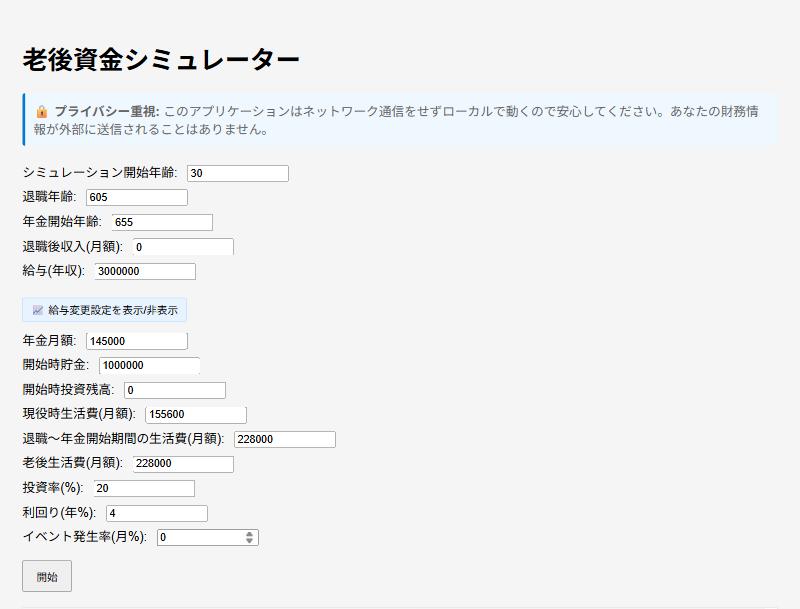 老後資金シミュレーター
🔒 プライバシー重視: このアプリケーションはネットワーク通信をせずローカルで動くので安心してください。あなたの財務情
報が外部に送信されることはありません。
シミュレーション開始年齢: 30
退職年齢: 605
年金開始年齢: 655
退職後収入(月額): 0
給与(年収): 3000000
📈 給与変更設定を表示/非表示
年金月額: 145000
開始時貯金: 1000000
開始時投資残高: 0
現役時生活費(月額): 155600
退職～年金開始期間の生活費(月額): 228000
老後生活費(月額): 228000
投資率(%): 20
利回り(年%): 4
イベント発生率(月%): 0
開始